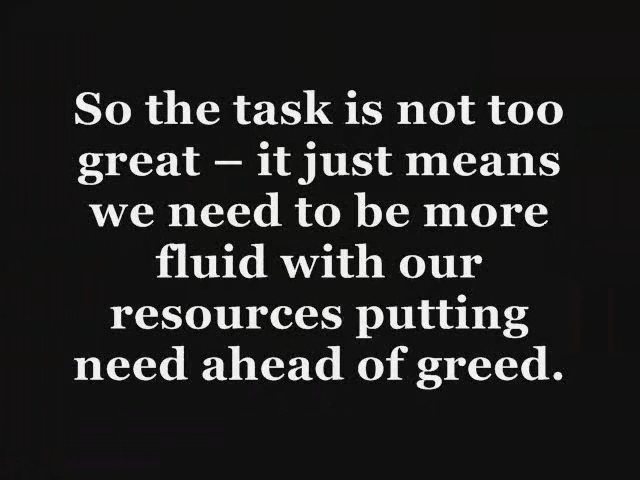 So the task is not too
great – it just means
we need to be more
fluid with our
resources putting
need ahead of greed.